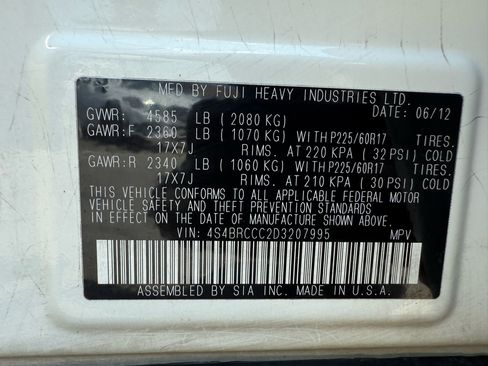 MFD BY FUJI HEAVY INDUSTRIES LTD.
DATE: 06/12
GVWR: 4585 LB (2080 KG)
GAWR:F 2360 LB (1070 KG) WITH P225/60R17 TIRES.
17X7J RIMS. AT 220 KPA (32 PSI) COLD
GAWR:R 2340 LB (1060 KG) WITH P225/60R17 TIRES.
17X7J RIMS. AT 210 KPA (30 PSI) COLD
THIS VEHICLE CONFORMS TO ALL APPLICABLE FEDERAL MOTOR
VEHICLE SAFETY AND THEFT PREVENTION STANDARDS
IN EFFECT ON THE DATE OF MANUFACTURE SHOWN ABOVE.
VIN: 4S4BRCCC2D3207995 MPV
ASSEMBLED BY SIA INC. MADE IN U.S.A.